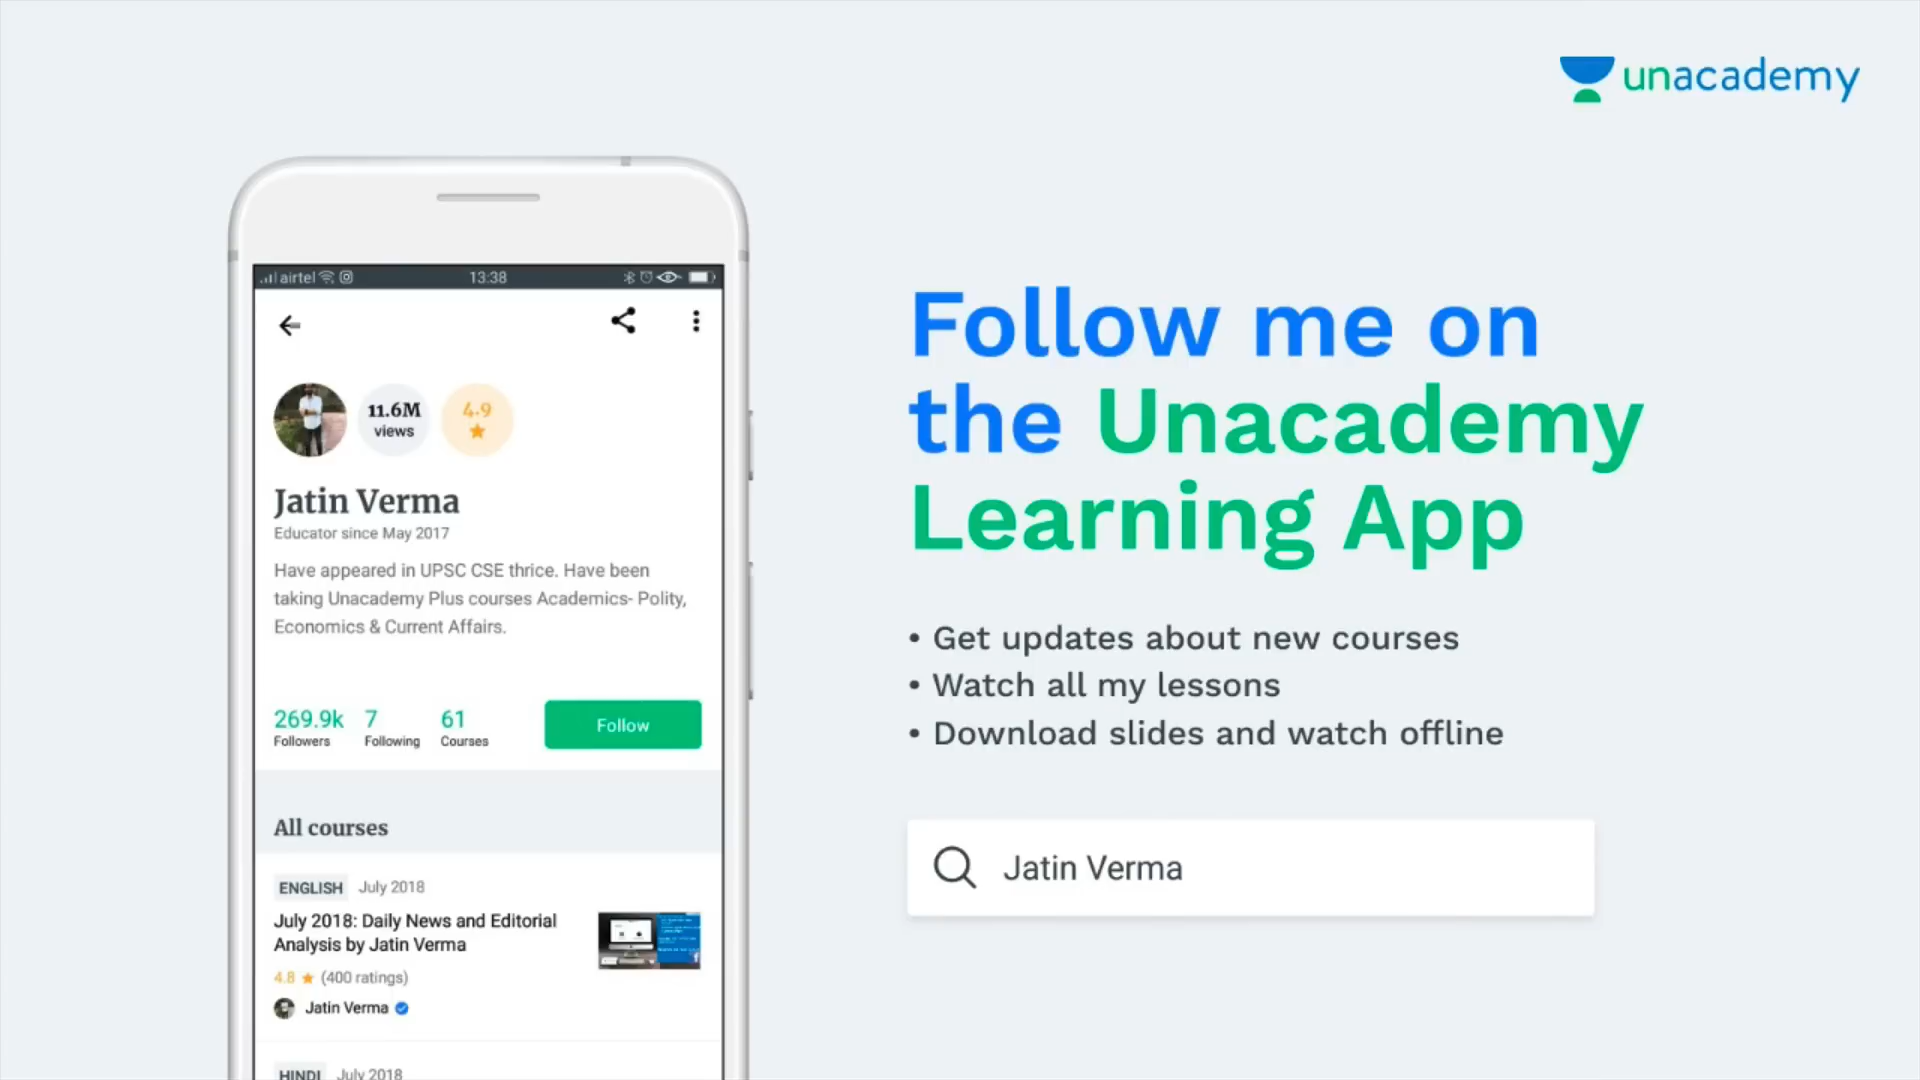 unacademy
airtel 13:38
11.6M
views
4.9
Jatin Verma
Educator since May 2017
Have appeared in UPSC CSE thrice. Have been
taking Unacademy Plus courses Academics- Polity,
Economics & Current Affairs.
269.9k 7 61
Followers Following Courses
Follow
All courses
ENGLISH July 2018
July 2018: Daily News and Editorial
Analysis by Jatin Verma
4.8 (400 ratings)
Jatin Verma
HINDI July 2018
Follow me on
the Unacademy
Learning App
• Get updates about new courses
• Watch all my lessons
• Download slides and watch offline
Jatin Verma